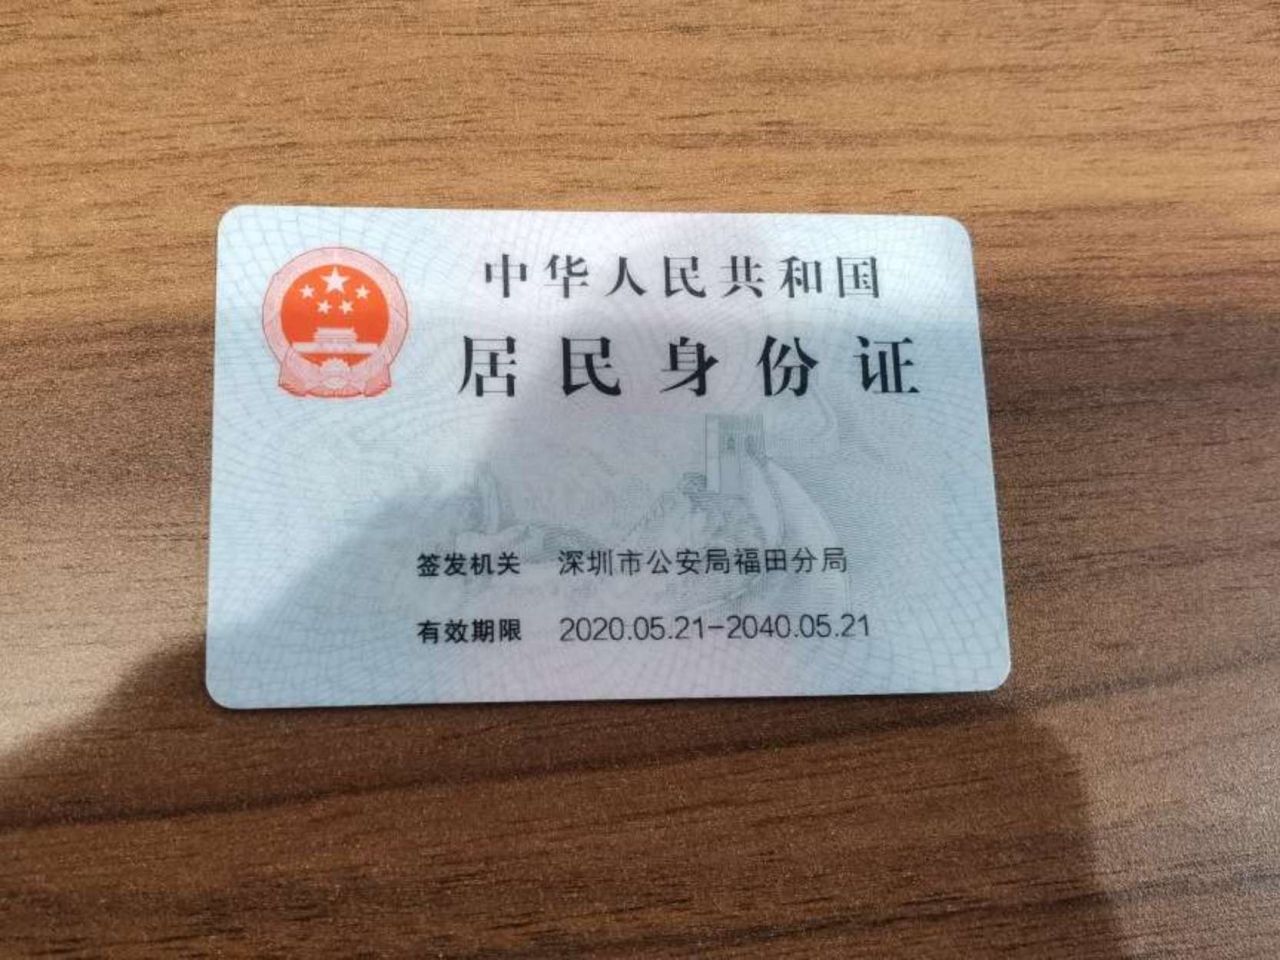 中华人民共和国
居民身份证
签发机关 深圳市公安局福田分局
有效期限 2020.05.21-2040.05.21